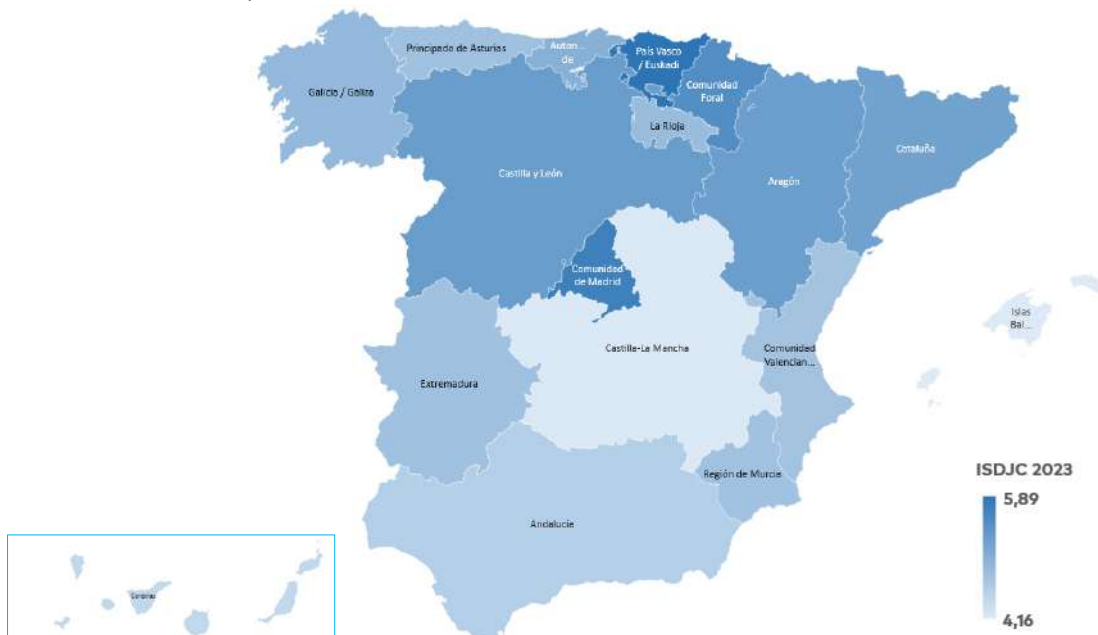 Principado de Asturias
Auton...
de
País Vasco
/ Euskadi
Comunidad
Foral
Galicia / Galiza
La Rioja
Cataluña
Castilla y León
Aragón
Comunidad
de Madrid
Islas
Bal...
Castilla-La Mancha
Comunidad
Valencian...
Extremadura
Región de Murcia
ISDJC 2023
5,89
Andalucía
Canarias
4,16